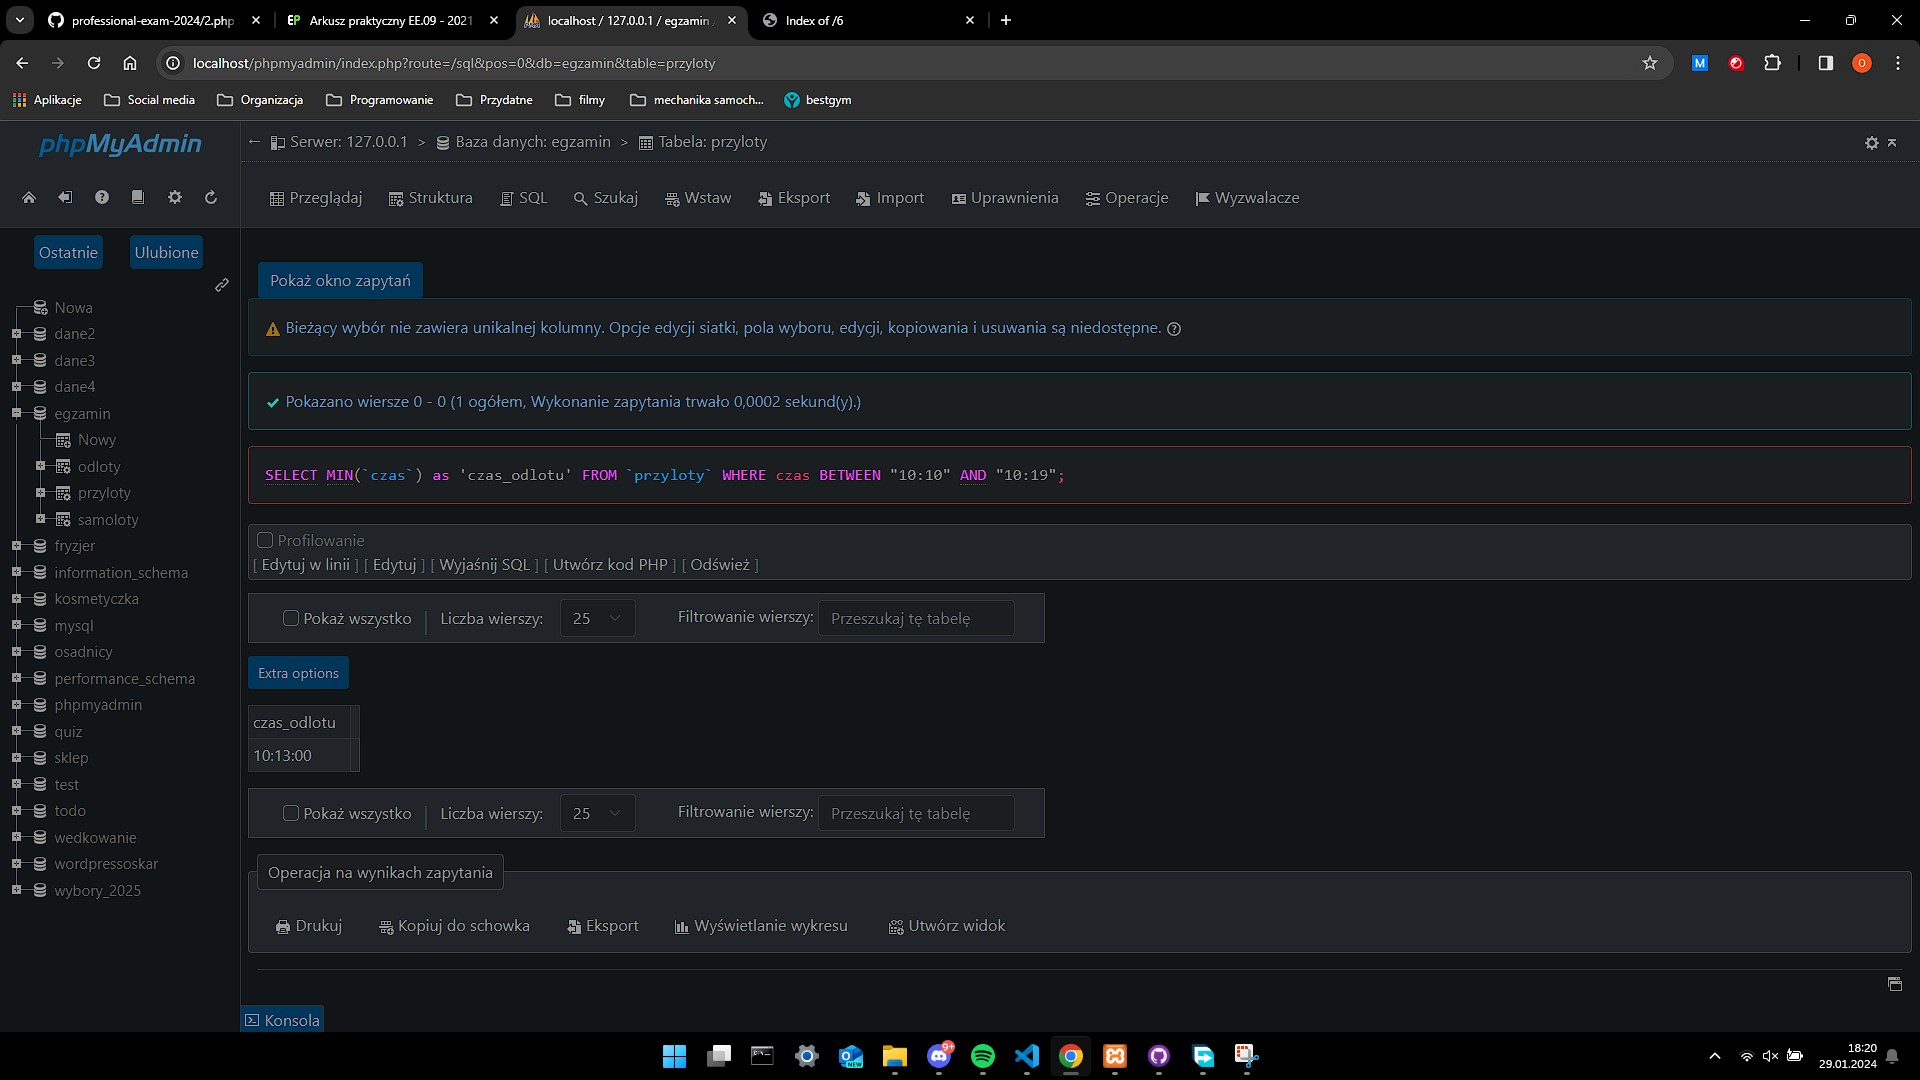 professional-exam-2024/2.php
Arkusz praktyczny EE.09 - 2021
localhost / 127.0.0.1 / egzamin
Index of /6
localhost/phpmyadmin/index.php?route=/sql&pos=0&db=egzamin&table=przyloty
Aplikacje
Social media
Organizacja
Programowanie
Przydatne
filmy
mechanika samoch...
bestgym
phpMyAdmin
Serwer: 127.0.0.1 > Baza danych: egzamin > Tabela: przyloty
Przeglądaj
Struktura
SQL
Szukaj
Wstaw
Eksport
Import
Uprawnienia
Operacje
Wyzwalacze
Ostatnie
Ulubione
Nowa
dane2
dane3
dane4
egzamin
Nowy
odloty
przyloty
samoloty
fryzjer
information_schema
kosmetyczka
mysql
osadnicy
performance_schema
phpmyadmin
quiz
sklep
test
todo
wedkowanie
wordpressoskar
wybory_2025
Pokaż okno zapytań
Bieżący wybór nie zawiera unikalnej kolumny. Opcje edycji siatki, pola wyboru, edycji, kopiowania i usuwania są niedostępne.
Pokazano wiersze 0 - 0 (1 ogółem, Wykonanie zapytania trwało 0,0002 sekund(y).)
SELECT MIN(`czas`) as 'czas_odlotu' FROM `przyloty` WHERE czas BETWEEN "10:10" AND "10:19";
Profilowanie
[ Edytuj w linii ] [ Edytuj ] [ Wyjaśnij SQL ] [ Utwórz kod PHP ] [ Odśwież ]
Pokaż wszystko | Liczba wierszy: 25 Filtrowanie wierszy: Przeszukaj tę tabelę
Extra options
czas_odlotu
10:13:00
Pokaż wszystko | Liczba wierszy: 25 Filtrowanie wierszy: Przeszukaj tę tabelę
Operacja na wynikach zapytania
Drukuj
Kopiuj do schowka
Eksport
Wyświetlanie wykresu
Utwórz widok
Konsola
9+
18:20
29.01.2024